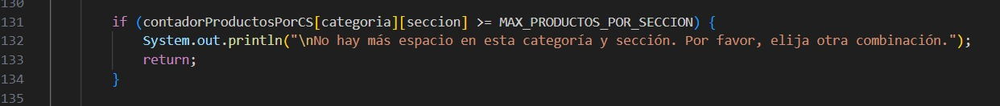 130
131 if (contadorProductosPorCS[categoria][seccion] >= MAX_PRODUCTOS_POR_SECCION) {
132 System.out.println("\nNo hay más espacio en esta categoría y sección. Por favor, elija otra combinación.");
133 return;
134 }
135